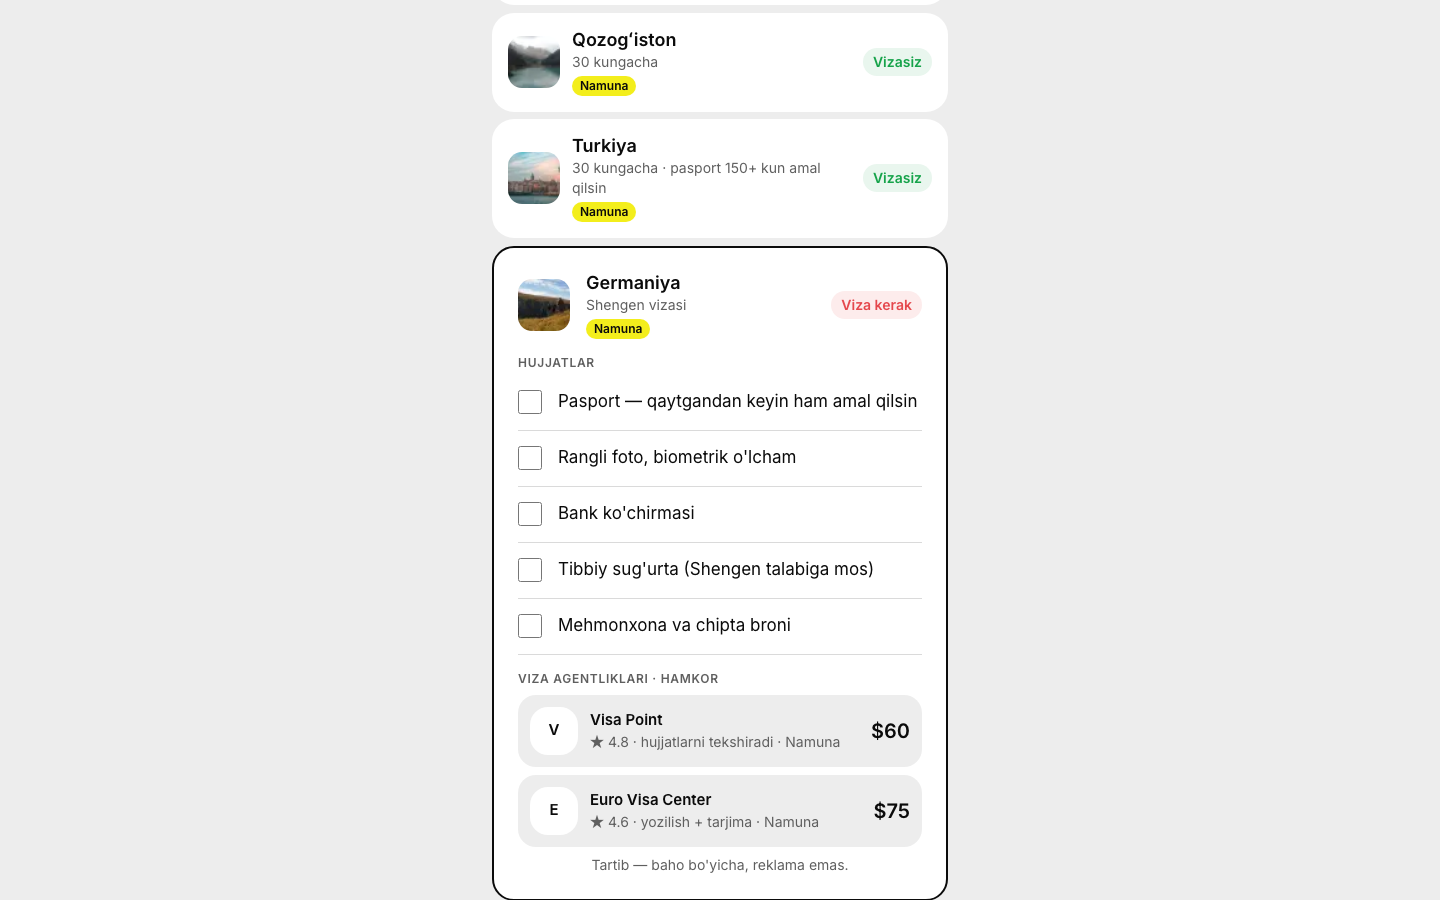 Qozogʻiston
30 kungacha
Namuna
Vizasiz
Turkiya
30 kungacha · pasport 150+ kun amal
qilsin
Namuna
Vizasiz
Germaniya
Shengen vizasi
Namuna
Viza kerak
HUJJATLAR
Pasport — qaytgandan keyin ham amal qilsin
Rangli foto, biometrik o'lcham
Bank ko'chirmasi
Tibbiy sug'urta (Shengen talabiga mos)
Mehmonxona va chipta broni
VIZA AGENTLIKLARI · HAMKOR
V
Visa Point
★ 4.8 · hujjatlarni tekshiradi · Namuna
$60
E
Euro Visa Center
★ 4.6 · yozilish + tarjima · Namuna
$75
Tartib — baho bo'yicha, reklama emas.